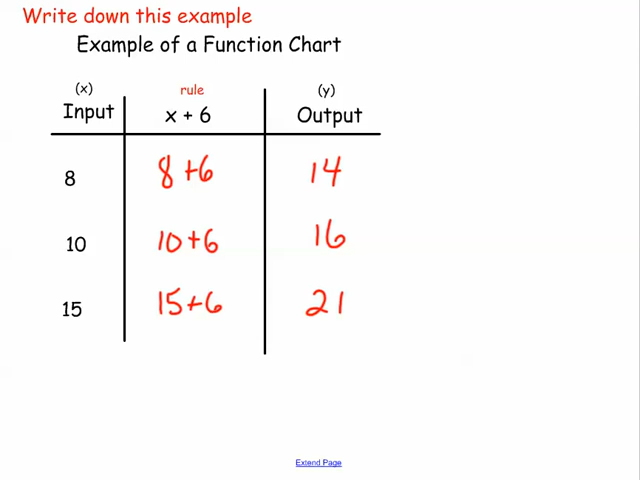 Write down this example
Example of a Function Chart
(x) rule (y)
Input x + 6 Output
8 8 +6 14
10 10+6 16
15 15+6 21
Extend Page